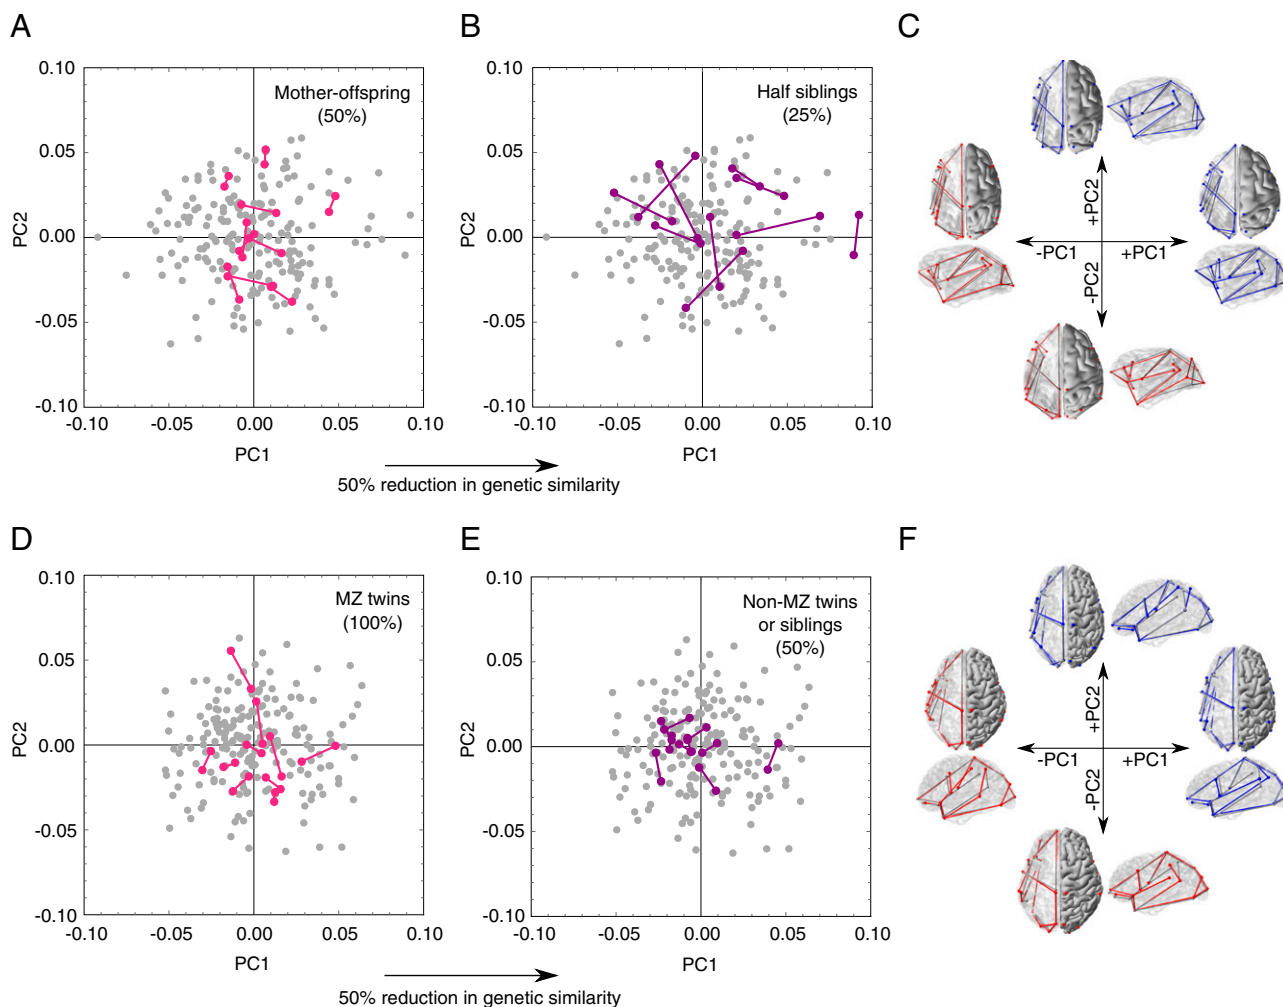 A
B
C
0.10
0.05
0.00
-0.05
-0.10
PC2
Mother-offspring
(50%)
-0.10
-0.05
0.00
0.05
0.10
PC1
0.10
0.05
0.00
-0.05
-0.10
PC2
Half siblings
(25%)
-0.10
-0.05
0.00
0.05
0.10
PC1
50% reduction in genetic similarity
+PC2
-PC1
+PC1
-PC2
D
E
F
0.10
0.05
0.00
-0.05
-0.10
PC2
MZ twins
(100%)
-0.10
-0.05
0.00
0.05
0.10
PC1
0.10
0.05
0.00
-0.05
-0.10
PC2
Non-MZ twins
or siblings
(50%)
-0.10
-0.05
0.00
0.05
0.10
PC1
50% reduction in genetic similarity
+PC2
-PC1
+PC1
-PC2